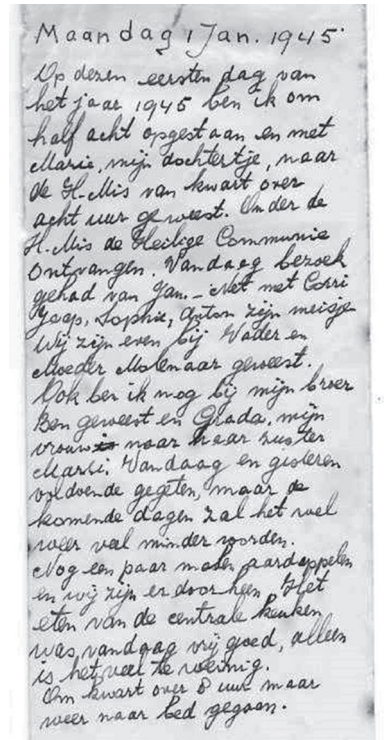 Maandag 1 Jan. 1945.
Op dezen eersten dag van
het jaar 1945 ben ik om
half acht opgestaan en met
Marie, mijn dochtertje, naar
de H. Mis van kwart over
acht uur geweest. Onder de
H. Mis de Heilige Communie
ontvangen. Vandaag bezoek
gehad van Jan. - Net met Corri
Jaap, Sophie, Anton zijn meisje
Wij zijn even bij Vader en
Moeder Molenaar geweest.
Ook ben ik nog bij mijn broer
Ben geweest en Grada, mijn
vrouw naar haar zuster
Marri. Vandaag en gisteren
voldoende gegeten, maar de
komende dagen zal het wel
weer veel minder worden.
Nog een paar malen aardappelen
en wij zijn er door heen. Het
eten van de centrale keuken
was, vandaag vrij goed, alleen
is het veel te weinig.
Om kwart over 8 uur maar
weer naar bed gegaan.